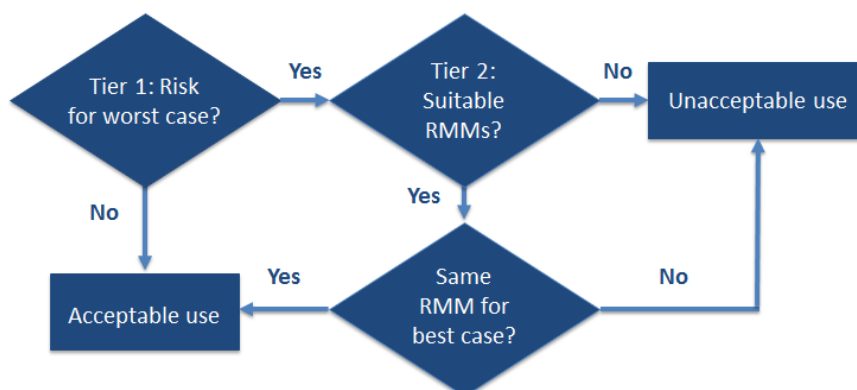 Tier 1: Risk
for worst case?
Yes
Tier 2:
Suitable
RMMs?
No
Unacceptable use
No
Yes
Acceptable use
Yes
Same
RMM for
best case?
No